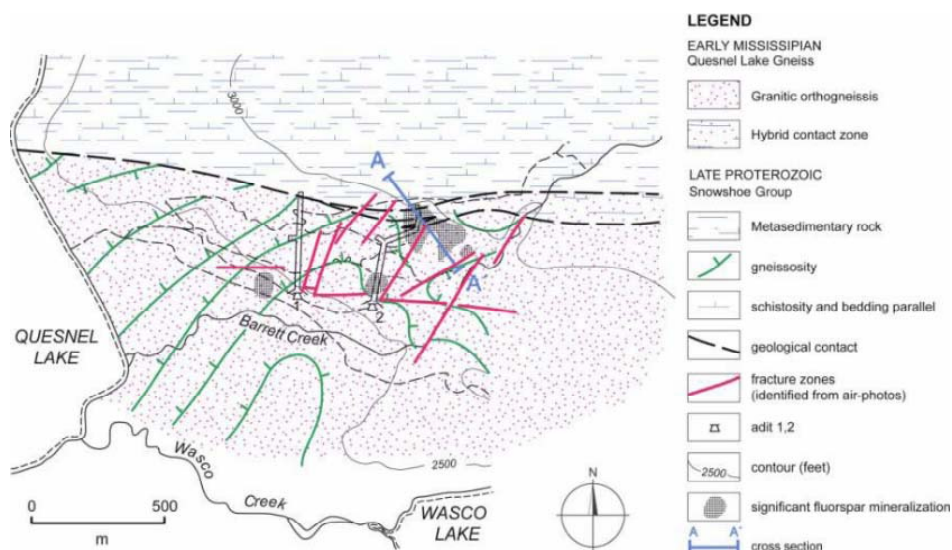 LEGEND
EARLY MISSISSIPIAN
Quesnel Lake Gneiss
Granitic orthogneissis
Hybrid contact zone
LATE PROTEROZOIC
Snowshoe Group
Metasedimentary rock
gneissosity
schistosity and bedding parallel
geological contact
fracture zones
(identified from air-photos)
adit 1,2
contour (feet)
2500
significant fluorspar mineralization
A A'
cross section
3000
A
A'
1
2
QUESNEL
LAKE
Barrett Creek
2500
Wasco
Creek
WASCO
LAKE
N
0 500
m